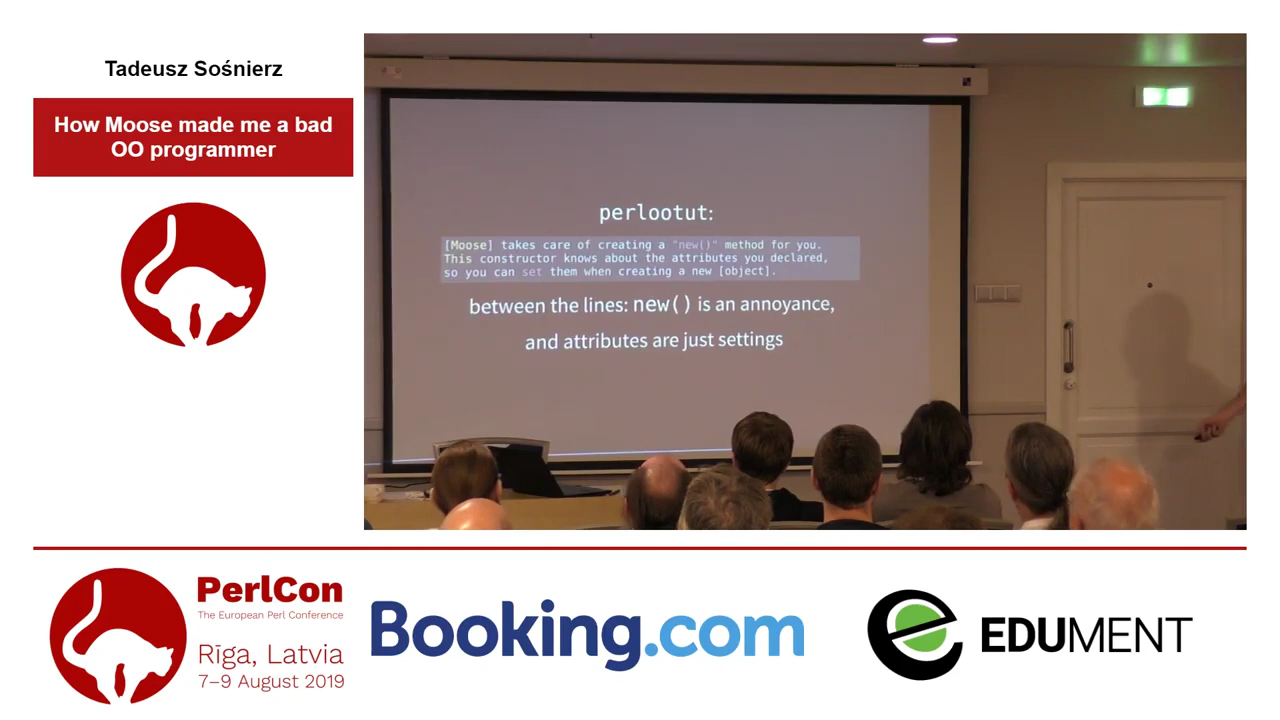 Tadeusz Sośnierz
How Moose made me a bad
OO programmer
perlootut:
[Moose] takes care of creating a "new()" method for you.
This constructor knows about the attributes you declared,
so you can set them when creating a new [object].
between the lines: new() is an annoyance,
and attributes are just settings
PerlCon
The European Perl Conference
Rīga, Latvia
7–9 August 2019
Booking.com
EDUMENT